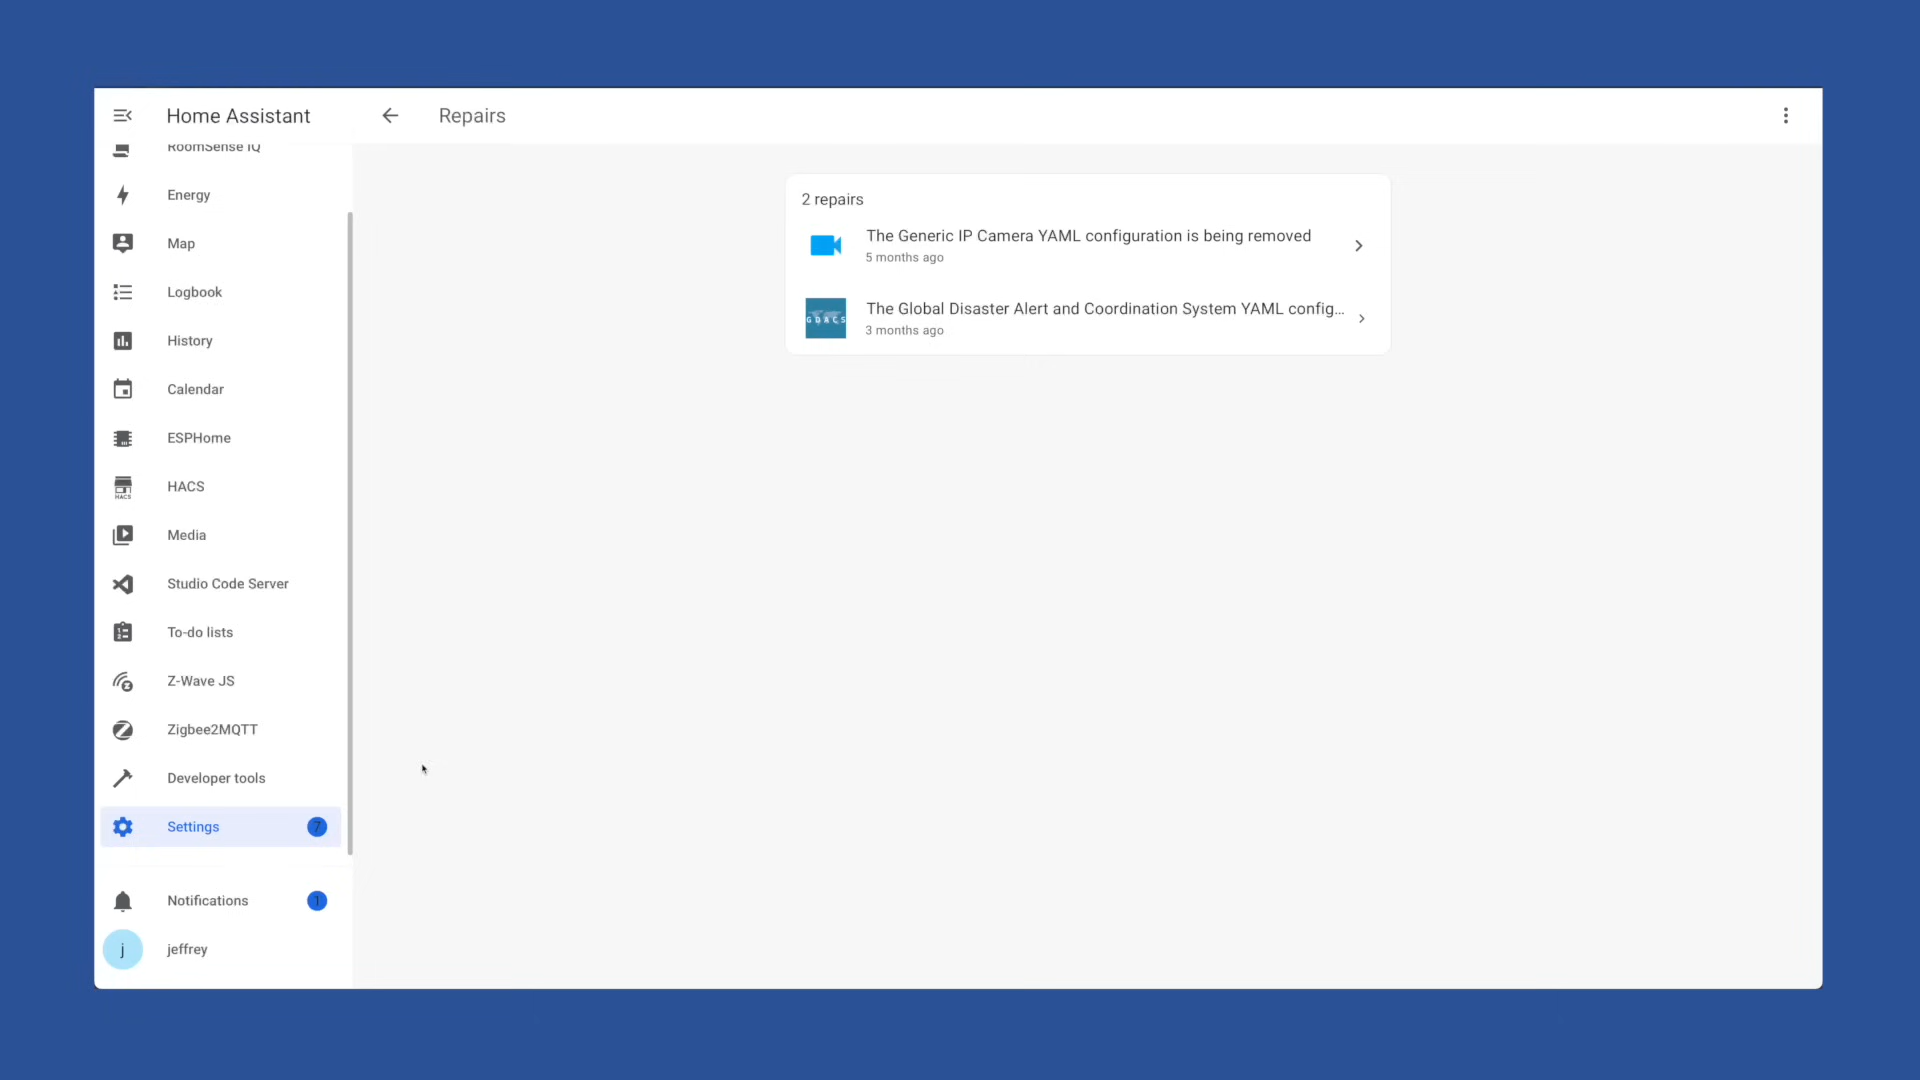 Home Assistant
Repairs
RoomSense IQ
Energy
Map
Logbook
History
Calendar
ESPHome
HACS
HACS
Media
Studio Code Server
To-do lists
Z-Wave JS
Zigbee2MQTT
Developer tools
Settings
7
Notifications
1
j
jeffrey
2 repairs
The Generic IP Camera YAML configuration is being removed
5 months ago
GDACS
The Global Disaster Alert and Coordination System YAML config...
3 months ago